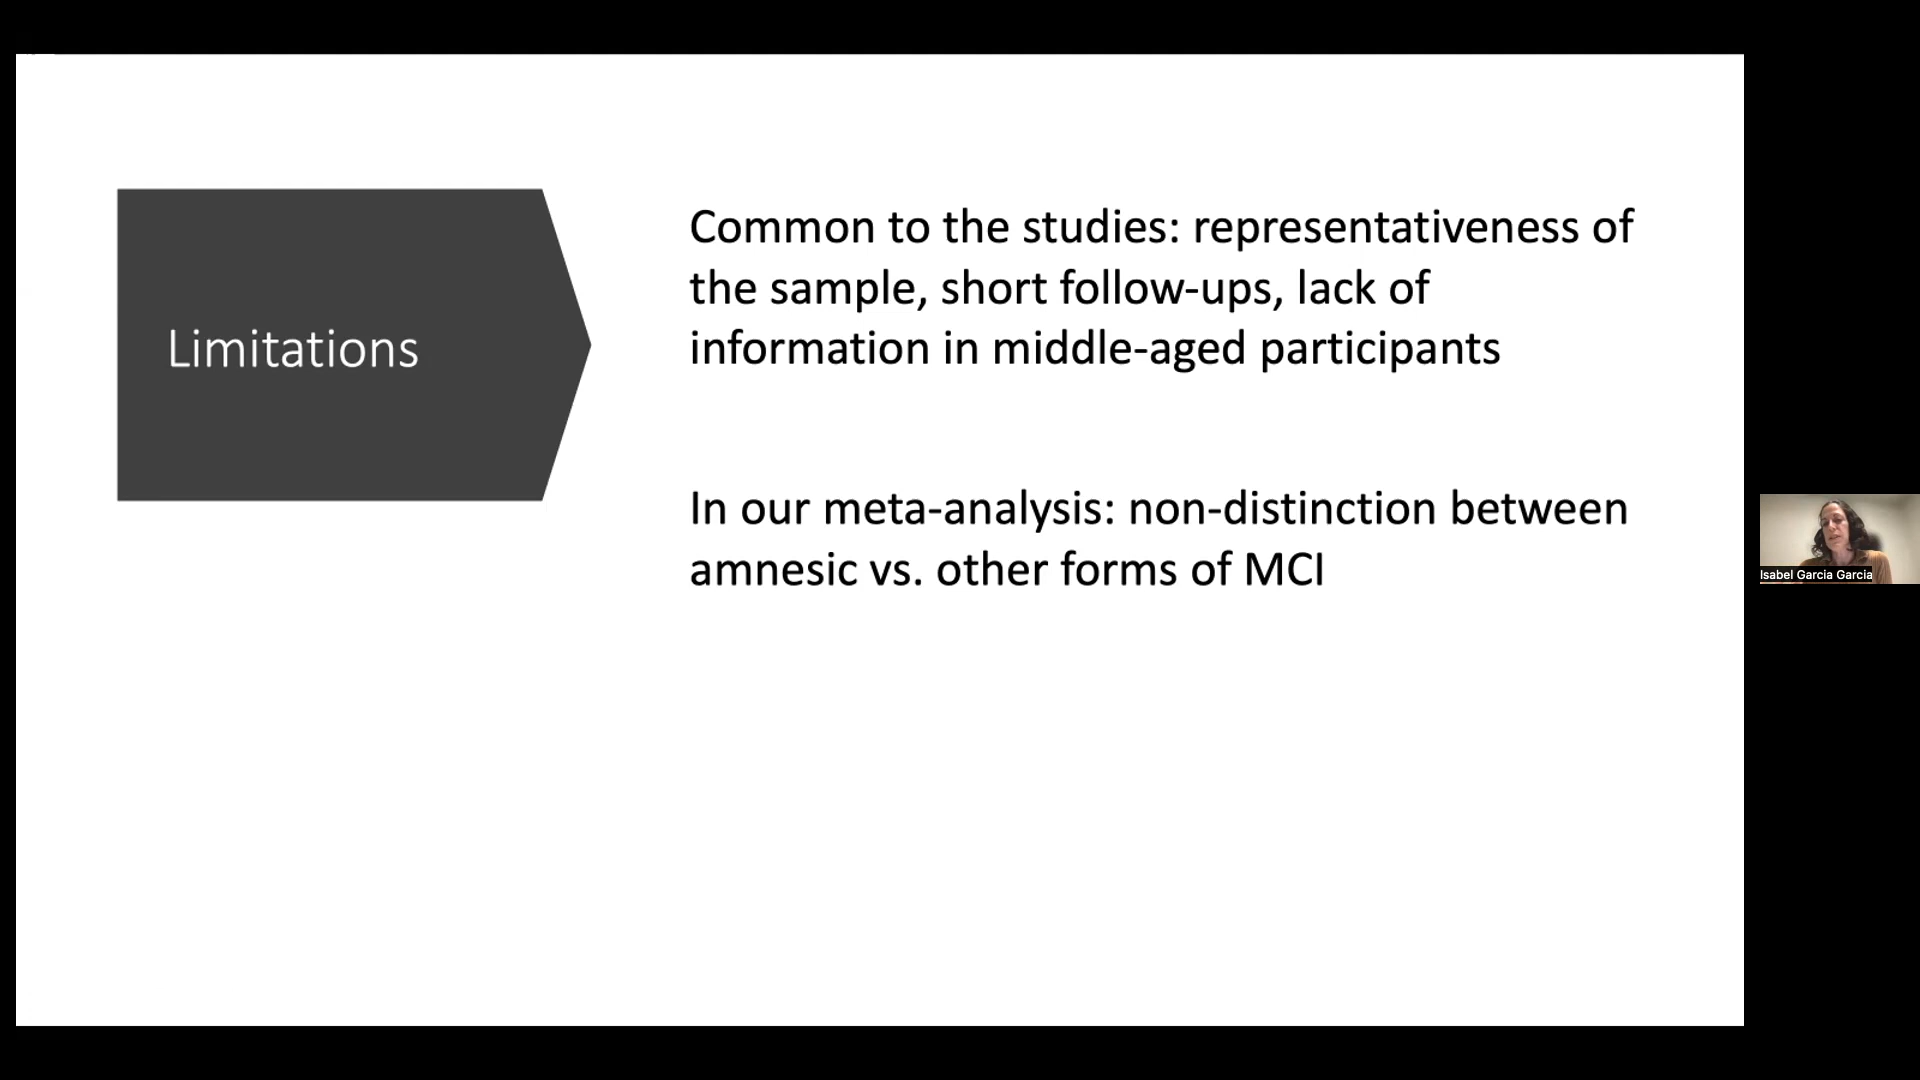 Limitations
Common to the studies: representativeness of
the sample, short follow-ups, lack of
information in middle-aged participants
In our meta-analysis: non-distinction between
amnesic vs. other forms of MCI
Isabel Garcia Garcia